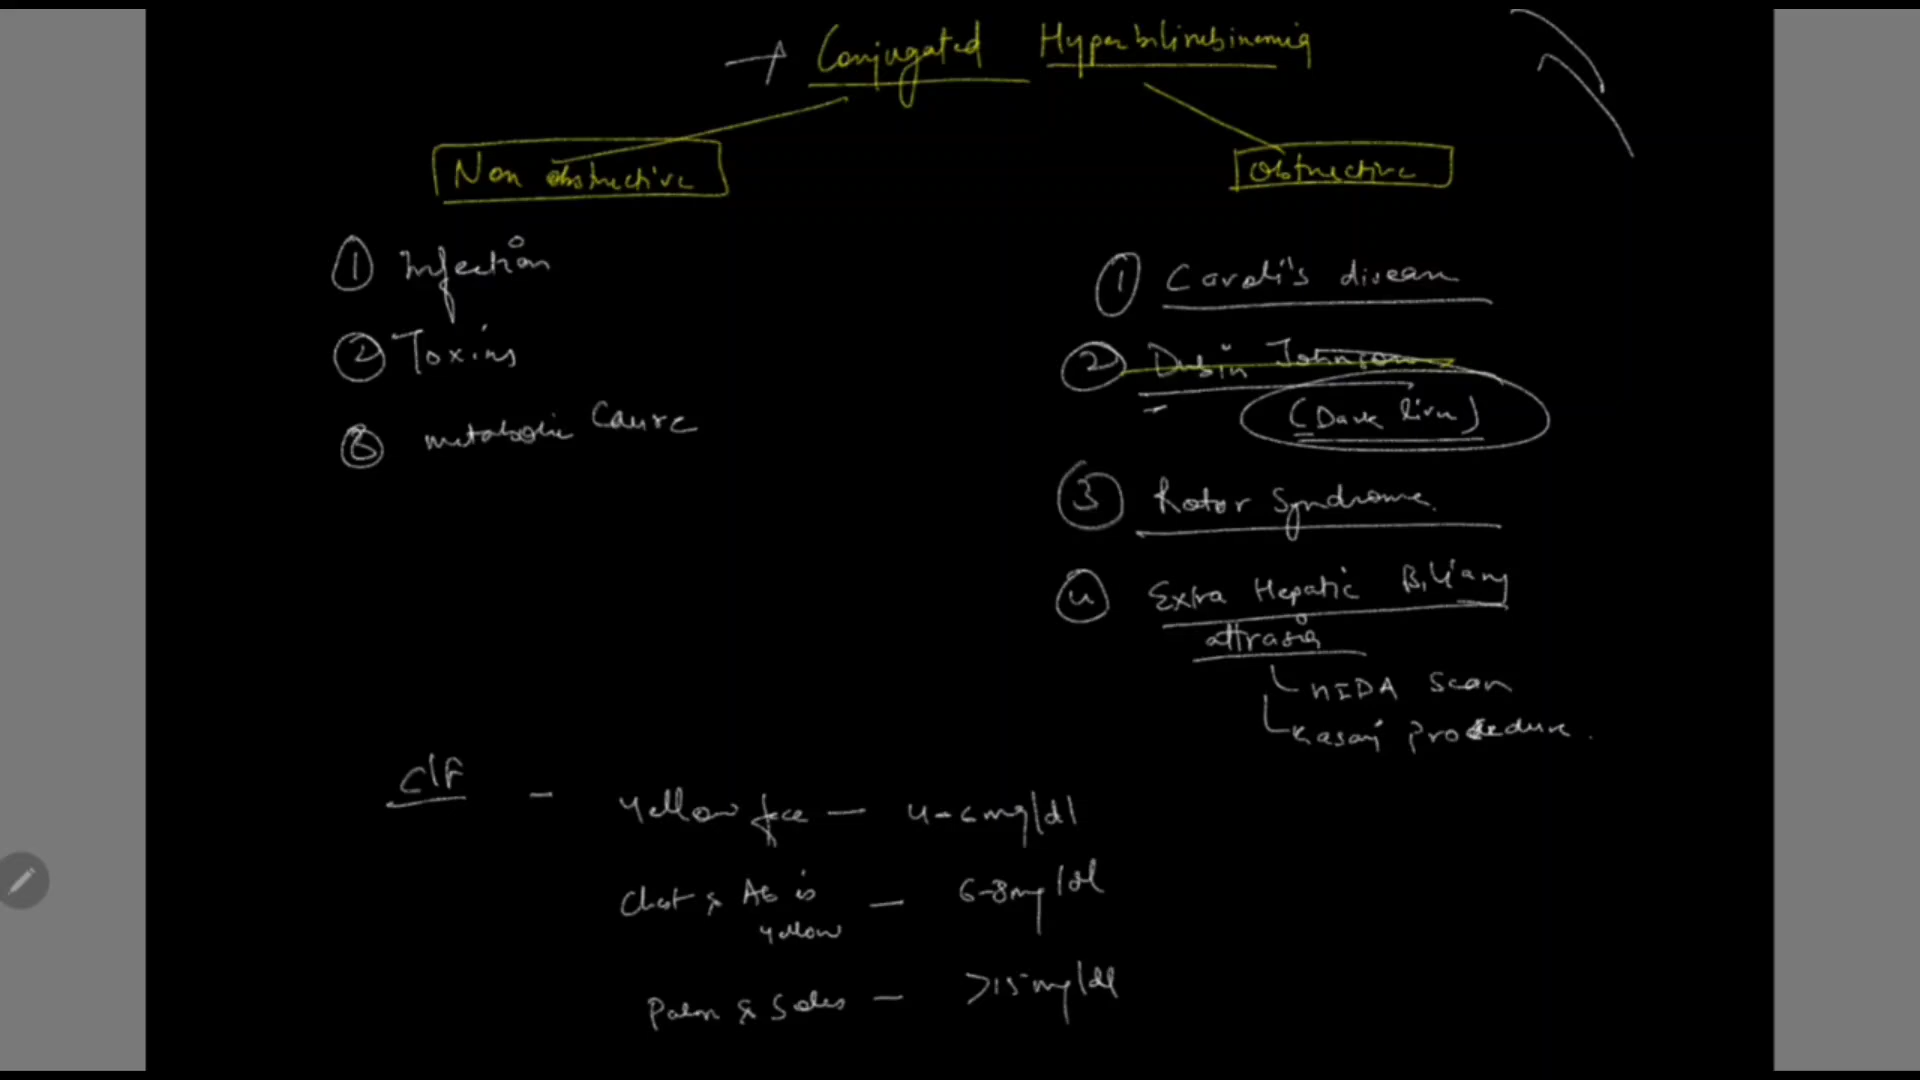 → Conjugated Hyperbilirubinemia
Non obstructive
Obstructive
① Infection
② Toxins
③ metabolic Cause
① Caroli's disease
② Dubin Johnson
(Dark liver)
③ Rotor Syndrome.
④ Extra Hepatic Biliary
attrasia
HIDA Scan
Kasai Procedure.
C/F - Yellow face - 4-6mg/dl
Chest & Ab is - 6-8mg/dl
yellow
Palm & Soles - >15mg/dl